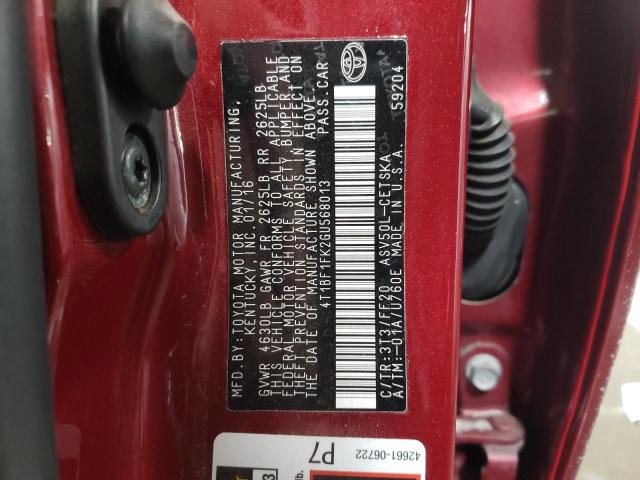 MFD. BY:TOYOTA MOTOR MANUFACTURING,
KENTUCKY, INC. 01/16
GVWR 4630LB GAWR FR 2625LB RR 2625LB
THIS VEHICLE CONFORMS TO ALL APPLICABLE
FEDERAL MOTOR VEHICLE SAFETY, BUMPER AND
THEFT PREVENTION STANDARDS IN EFFECT ON
THE DATE OF MANUFACTURE SHOWN ABOVE.
4T1BF1FK2GU568013 PASS. CAR
C/TR:3T3/FF20 ASV50L-CETSKA
A/TM:-01A/U760E MADE IN U.S.A. 59204
TOYOTA
42661-06722
P7
lb.